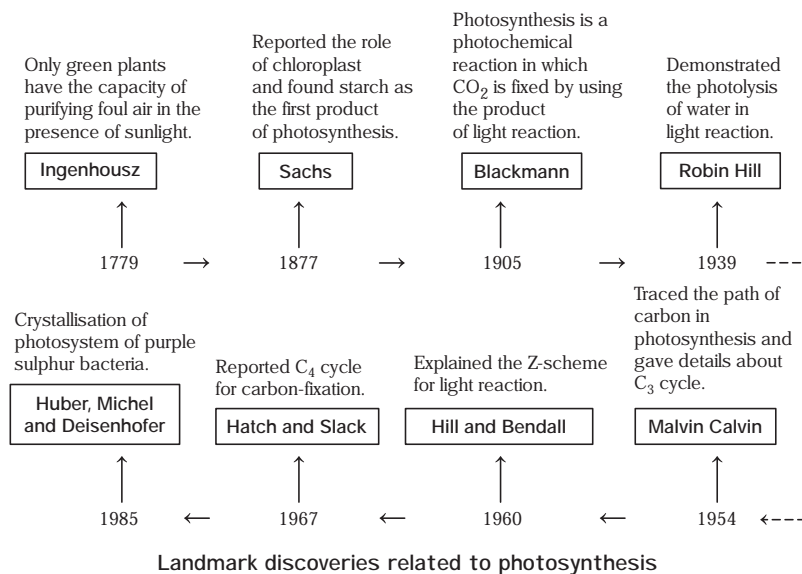 Only green plants
have the capacity of
purifying foul air in the
presence of sunlight.
Ingenhousz
1779
Reported the role
of chloroplast
and found starch as
the first product
of photosynthesis.
Sachs
1877
Photosynthesis is a
photochemical
reaction in which
CO₂ is fixed by using
the product
of light reaction.
Blackmann
1905
Demonstrated
the photolysis
of water in
light reaction.
Robin Hill
1939
Traced the path of
carbon in
photosynthesis and
gave details about
C₃ cycle.
Malvin Calvin
1954
Explained the Z-scheme
for light reaction.
Hill and Bendall
1960
Reported C₄ cycle
for carbon-fixation.
Hatch and Slack
1967
Crystallisation of
photosystem of purple
sulphur bacteria.
Huber, Michel
and Deisenhofer
1985
Landmark discoveries related to photosynthesis